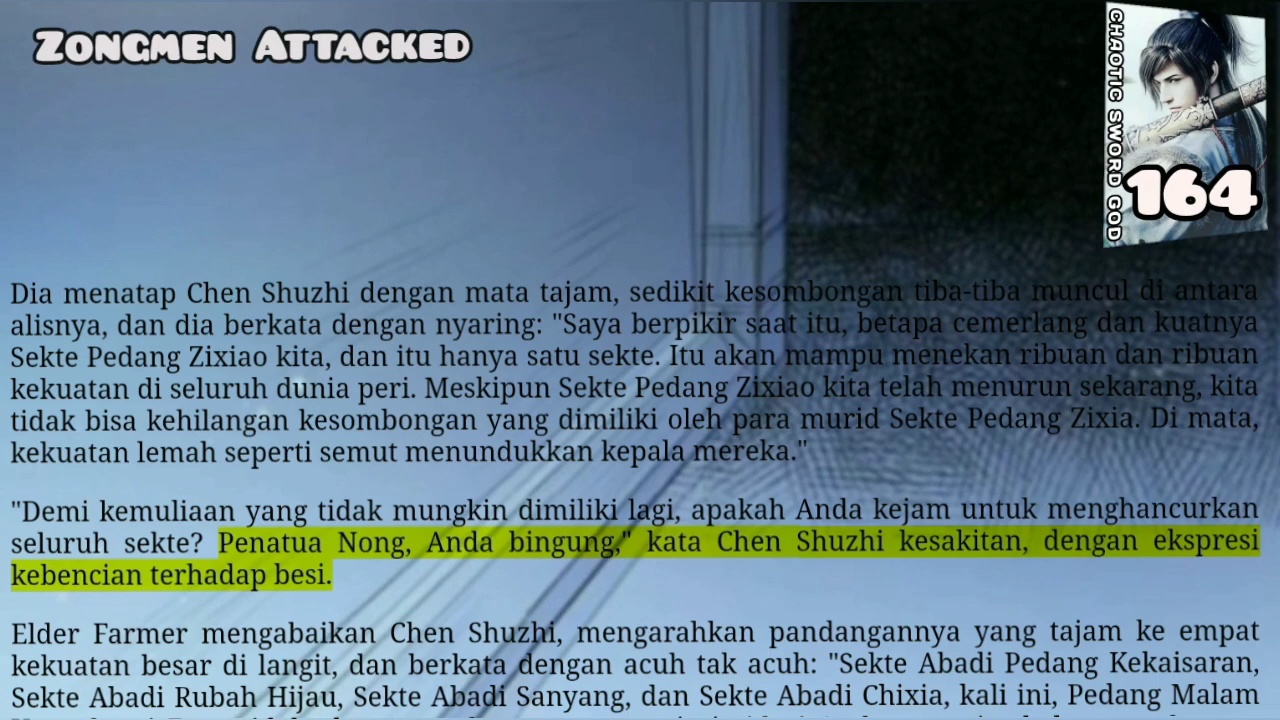 Zongmen Attacked
CHAOTIC SWORD GOD
164
Dia menatap Chen Shuzhi dengan mata tajam, sedikit kesombongan tiba-tiba muncul di antara
alisnya, dan dia berkata dengan nyaring: "Saya berpikir saat itu, betapa cemerlang dan kuatnya
Sekte Pedang Zixiao kita, dan itu hanya satu sekte. Itu akan mampu menekan ribuan dan ribuan
kekuatan di seluruh dunia peri. Meskipun Sekte Pedang Zixiao kita telah menurun sekarang, kita
tidak bisa kehilangan kesombongan yang dimiliki oleh para murid Sekte Pedang Zixia. Di mata,
kekuatan lemah seperti semut menundukkan kepala mereka."
"Demi kemuliaan yang tidak mungkin dimiliki lagi, apakah Anda kejam untuk menghancurkan
seluruh sekte? Penatua Nong, Anda bingung," kata Chen Shuzhi kesakitan, dengan ekspresi
kebencian terhadap besi.
Elder Farmer mengabaikan Chen Shuzhi, mengarahkan pandangannya yang tajam ke empat
kekuatan besar di langit, dan berkata dengan acuh tak acuh: "Sekte Abadi Pedang Kekaisaran,
Sekte Abadi Rubah Hijau, Sekte Abadi Sanyang, dan Sekte Abadi Chixia, kali ini, Pedang Malam